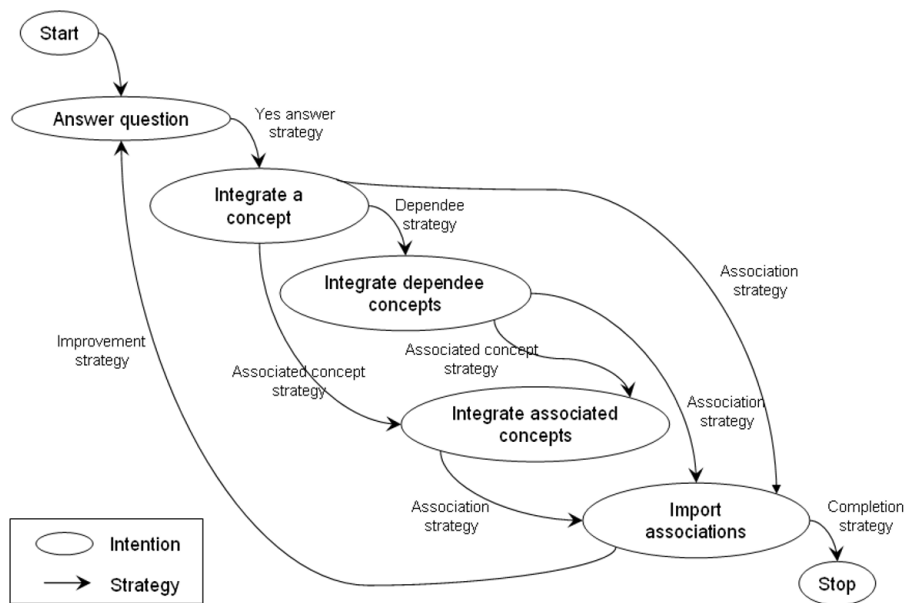 Start
Answer question
Yes answer
strategy
Integrate a
concept
Dependee
strategy
Integrate dependee
concepts
Association
strategy
Improvement
strategy
Associated concept
strategy
Associated concept
strategy
Association
strategy
Integrate associated
concepts
Association
strategy
Import
associations
Completion
strategy
Intention
Strategy
Stop